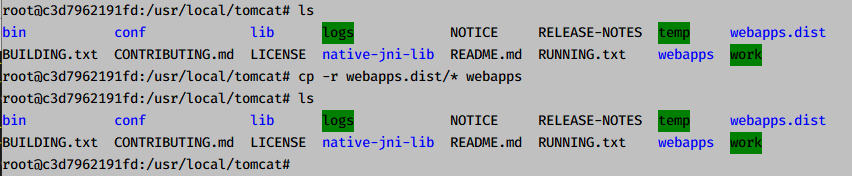 root@c3d7962191fd:/usr/local/tomcat# ls
bin conf lib logs NOTICE RELEASE-NOTES temp webapps.dist
BUILDING.txt CONTRIBUTING.md LICENSE native-jni-lib README.md RUNNING.txt webapps work
root@c3d7962191fd:/usr/local/tomcat# cp -r webapps.dist/* webapps
root@c3d7962191fd:/usr/local/tomcat# ls
bin conf lib logs NOTICE RELEASE-NOTES temp webapps.dist
BUILDING.txt CONTRIBUTING.md LICENSE native-jni-lib README.md RUNNING.txt webapps work
root@c3d7962191fd:/usr/local/tomcat#